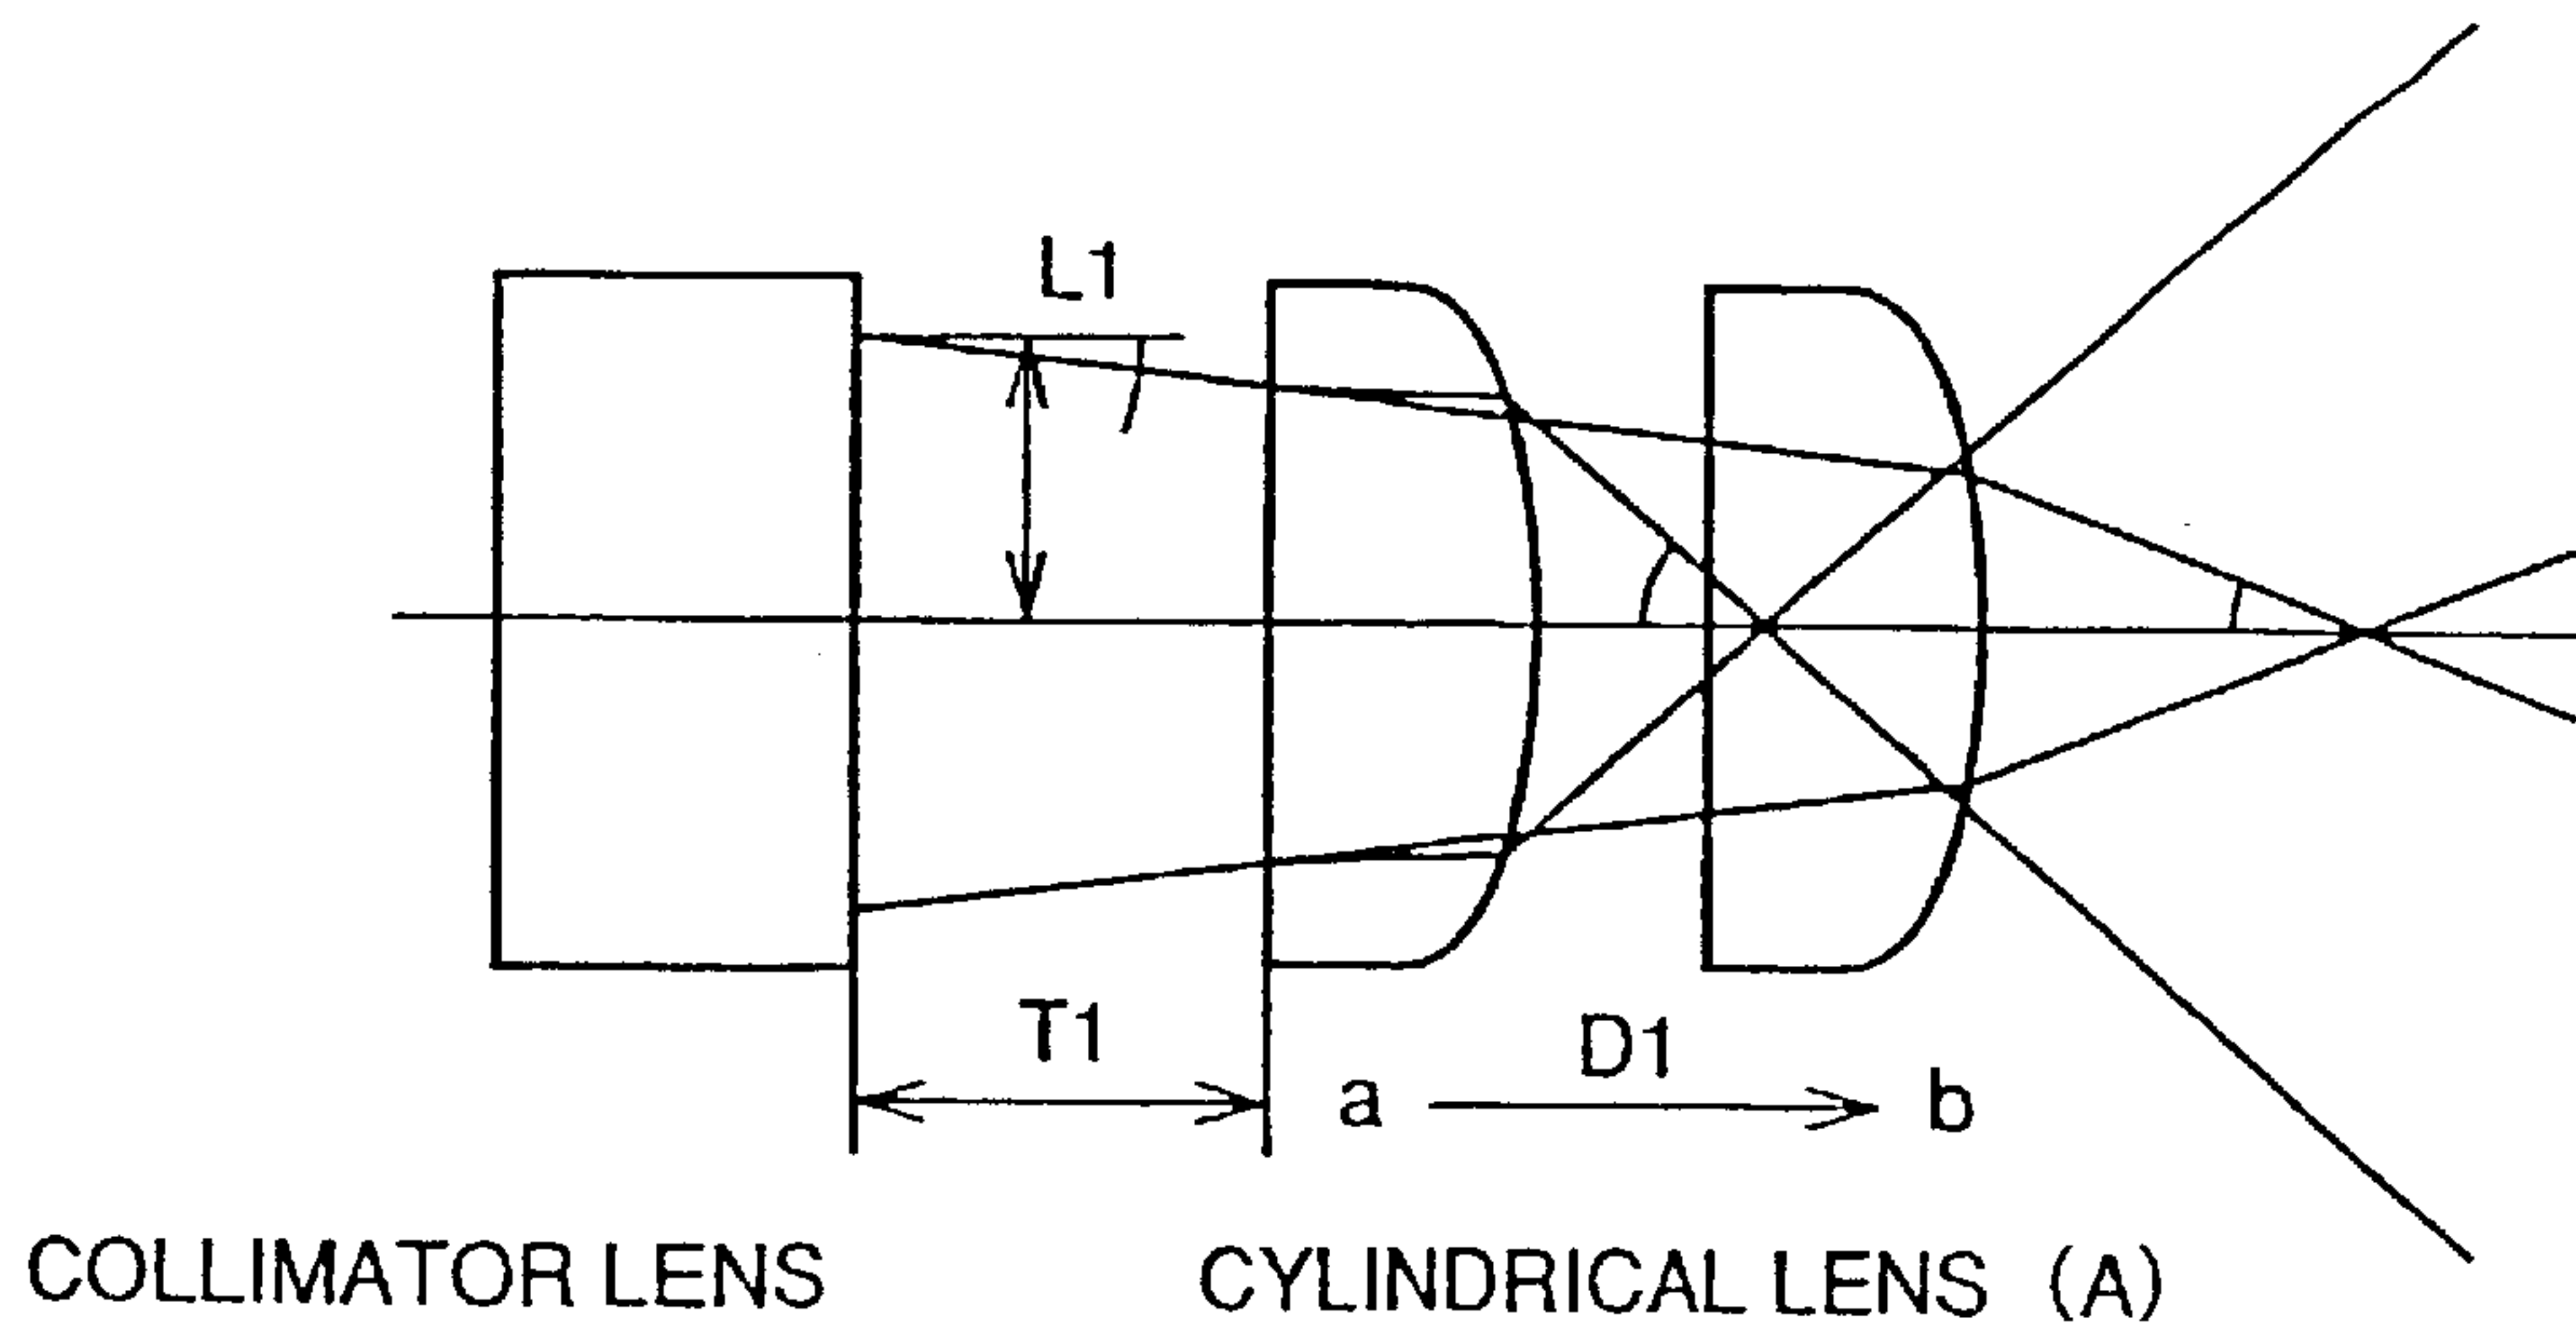 L1
T1
a
D1
b
COLLIMATOR LENS
CYLINDRICAL LENS (A)